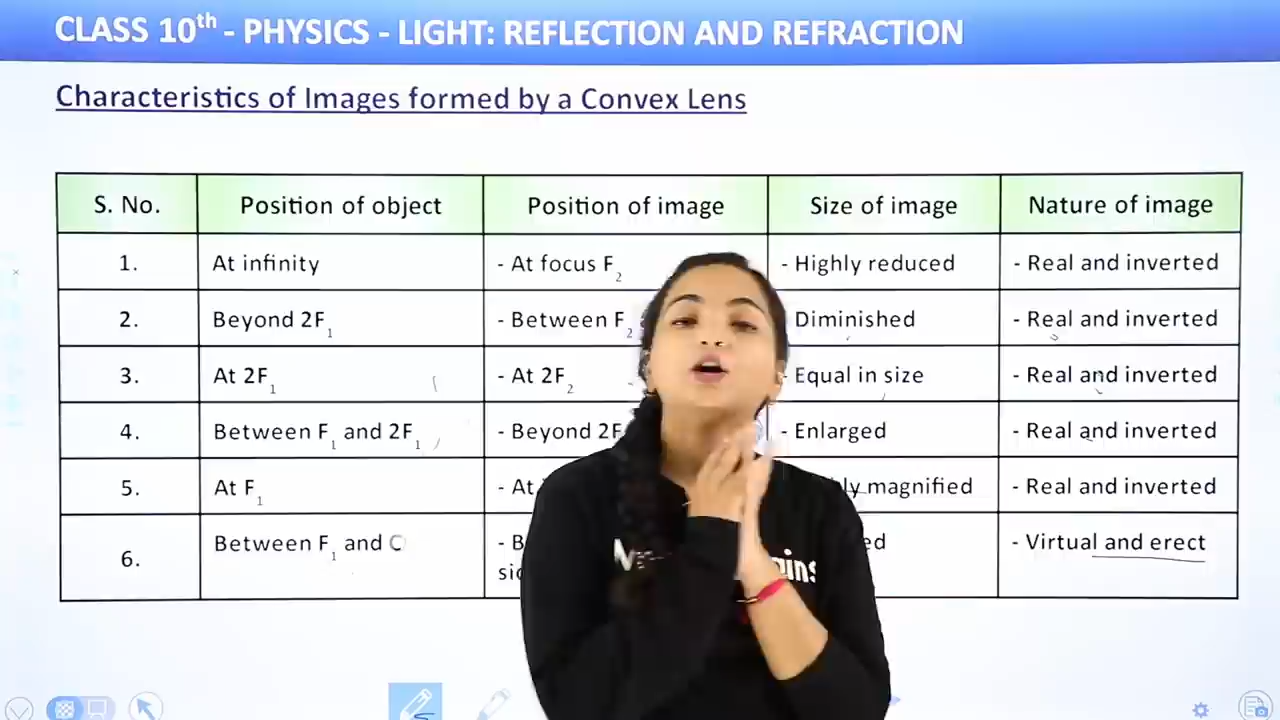 CLASS 10th - PHYSICS - LIGHT: REFLECTION AND REFRACTION
Characteristics of Images formed by a Convex Lens
S. No. Position of object Position of image Size of image Nature of image
1. At infinity - At focus F2 - Highly reduced - Real and inverted
2. Beyond 2F1 - Between F2 Diminished - Real and inverted
3. At 2F1 - At 2F2 - Equal in size - Real and inverted
4. Between F1 and 2F1 - Beyond 2F - Enlarged - Real and inverted
5. At F1 - At magnified - Real and inverted
6. Between F1 and - Virtual and erect